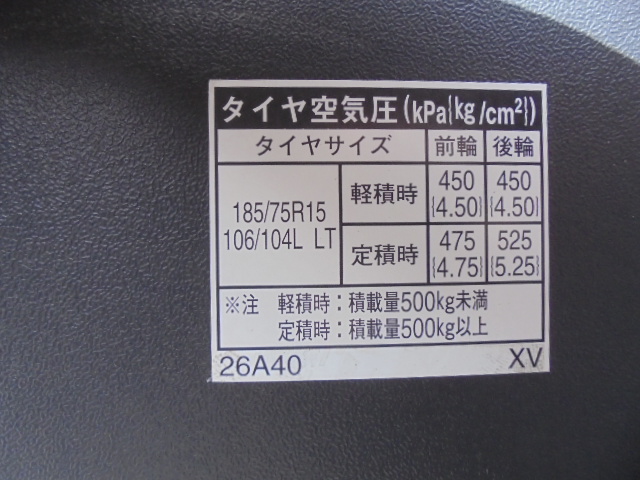 タイヤ空気圧(kPa{kg/cm²})
タイヤサイズ 前輪 後輪
185/75R15
106/104L LT
軽積時 450 450
{4.50} {4.50}
定積時 475 525
{4.75} {5.25}
※注 軽積時:積載量500kg未満
定積時:積載量500kg以上
26A40 XV